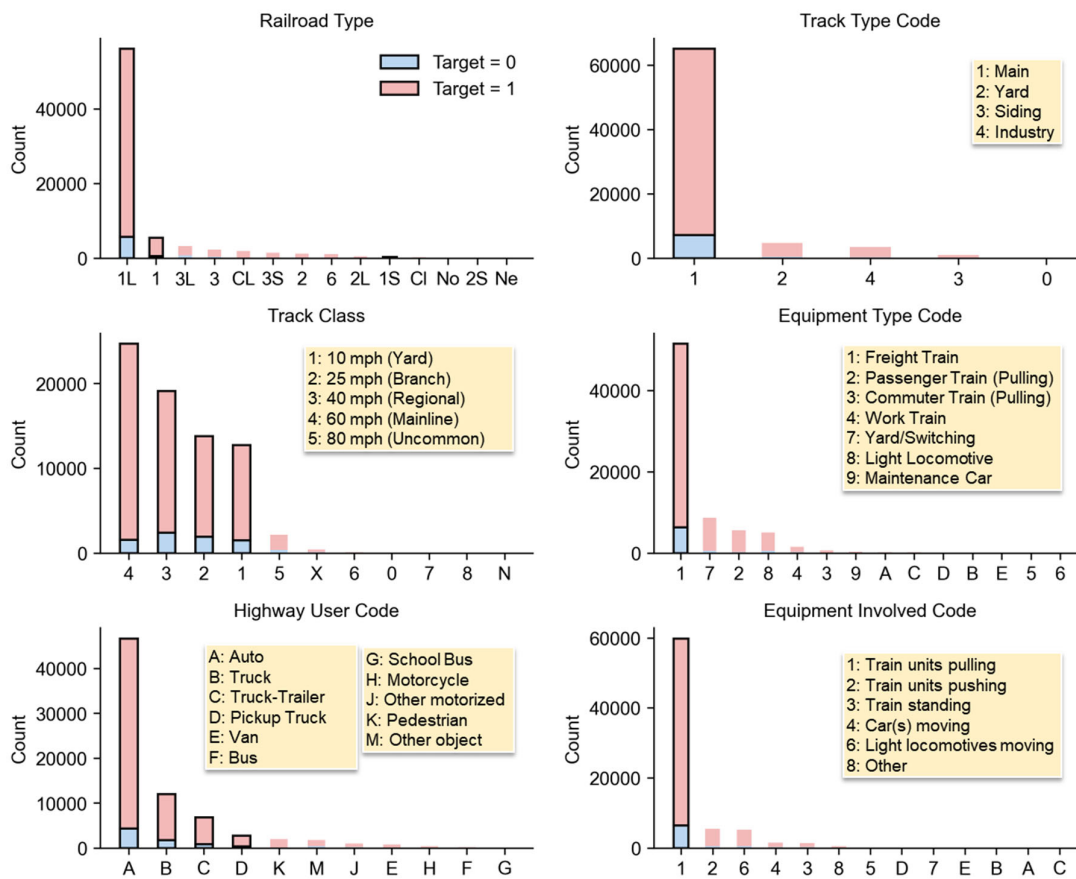 Railroad Type
Count
40000
20000
0
1L 1 3L 3 CL 3S 2 6 2L 1S Cl No 2S Ne
Target = 0
Target = 1
Track Type Code
Count
60000
40000
20000
0
1 2 4 3 0
1: Main
2: Yard
3: Siding
4: Industry
Track Class
Count
20000
10000
0
4 3 2 1 5 X 6 0 7 8 N
1: 10 mph (Yard)
2: 25 mph (Branch)
3: 40 mph (Regional)
4: 60 mph (Mainline)
5: 80 mph (Uncommon)
Equipment Type Code
Count
40000
20000
0
1 7 2 8 4 3 9 A C D B E 5 6
1: Freight Train
2: Passenger Train (Pulling)
3: Commuter Train (Pulling)
4: Work Train
7: Yard/Switching
8: Light Locomotive
9: Maintenance Car
Highway User Code
Count
40000
30000
20000
10000
0
A B C D K M J E H F G
A: Auto
B: Truck
C: Truck-Trailer
D: Pickup Truck
E: Van
F: Bus
G: School Bus
H: Motorcycle
J: Other motorized
K: Pedestrian
M: Other object
Equipment Involved Code
Count
60000
40000
20000
0
1 2 6 4 3 8 5 D 7 E B A C
1: Train units pulling
2: Train units pushing
3: Train standing
4: Car(s) moving
6: Light locomotives moving
8: Other